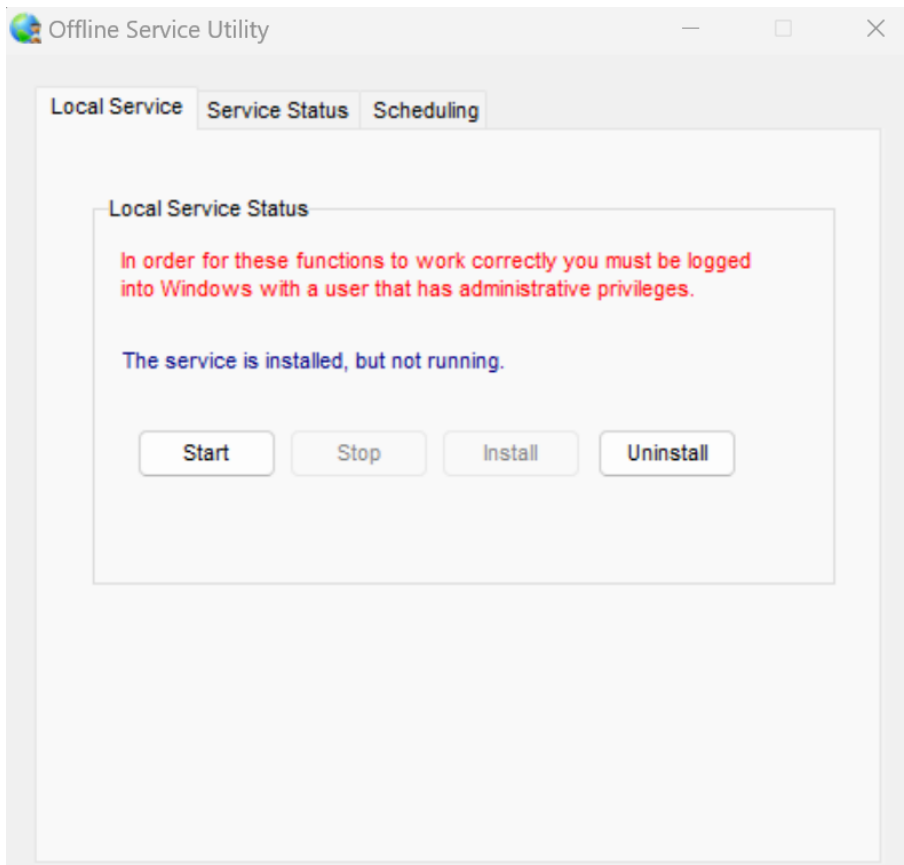 Offline Service Utility
Local Service Service Status Scheduling
Local Service Status
In order for these functions to work correctly you must be logged
into Windows with a user that has administrative privileges.
The service is installed, but not running.
Start Stop Install Uninstall